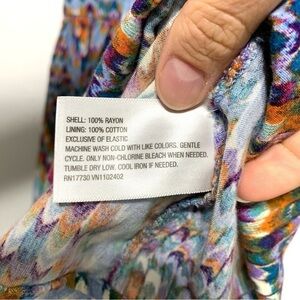 SHELL: 100% RAYON
LINING: 100% COTTON
EXCLUSIVE OF ELASTIC
MACHINE WASH COLD WITH LIKE COLORS. GENTLE
CYCLE. ONLY NON-CHLORINE BLEACH WHEN NEEDED.
TUMBLE DRY LOW. COOL IRON IF NEEDED.
RN17730 VN1102402